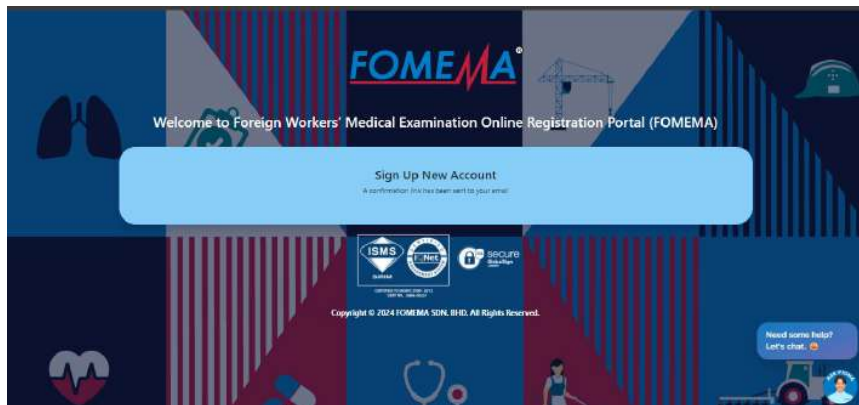 FOMEMA®
Welcome to Foreign Workers' Medical Examination Online Registration Portal (FOMEMA)
Sign Up New Account
A confirmation link has been sent to your email
ISMS
IQNet
secure
GlobalSign
Copyright © 2024 FOMEMA SDN. BHD. All Rights Reserved.
Need some help?
Let's chat.